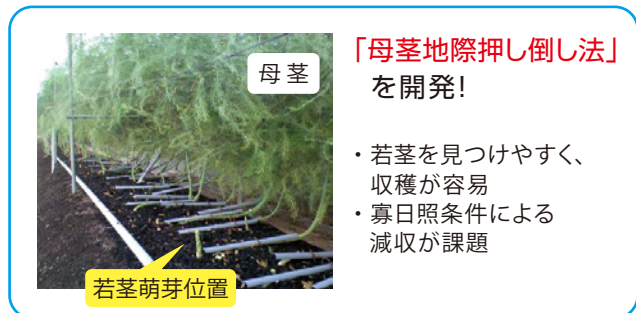 母茎
若茎萌芽位置
「母茎地際押し倒し法」
を開発!
・若茎を見つけやすく、
収穫が容易
・寡日照条件による
減収が課題